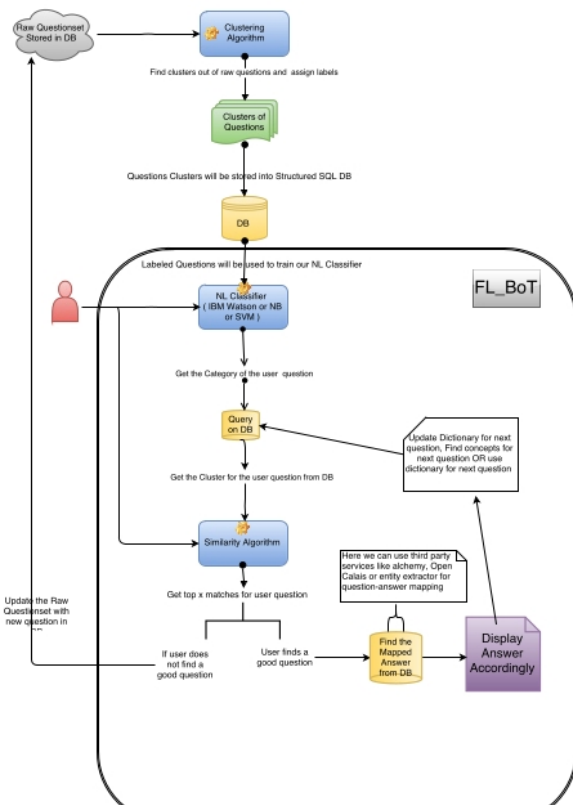 Raw Questionset
Stored in DB
Clustering
Algorithm
Find clusters out of raw questions and  assign labels
Clusters of
Questions
Questions Clusters will be stored into Structured SQL DB
DB
Labeled Questions will be used to train our NL Classifier
FL_BoT
NL Classifier
( IBM Watson or NB
or SVM )
Get the Category of the user  question
Query
on DB
Update Dictionary for next
question, Find concepts for
next question OR use
dictionary for next question
Get the Cluster for the user question from DB
Similarity Algorithm
Here we can use third party
services like alchemy, Open
Calais or entity extractor for
question-answer mapping
Get top x matches for user question
Update the Raw
Questionset with
new question in
If user does
not find a
good question
User finds a
good question
Find the
Mapped
Answer
from DB
Display
Answer
Accordingly